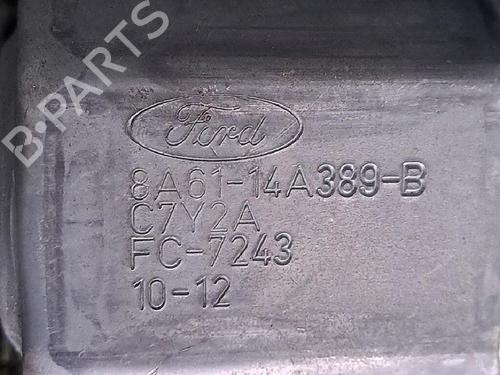 B-PARTS
Ford
8A61-14A389-B
C7Y2A
FC-7243
10-12